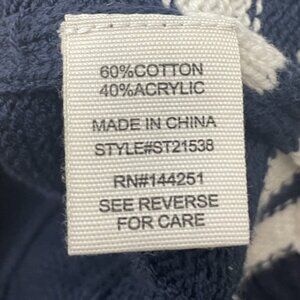 60%COTTON
40%ACRYLIC
MADE IN CHINA
STYLE#ST21538
RN#144251
SEE REVERSE
FOR CARE